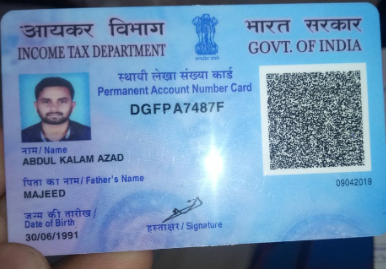 आयकर विभाग
INCOME TAX DEPARTMENT
भारत सरकार
GOVT. OF INDIA
स्थायी लेखा संख्या कार्ड
Permanent Account Number Card
DGFPA7487F
नाम/ Name
ABDUL KALAM AZAD
पिता का नाम/ Father's Name
MAJEED
जन्म की तारीख/
Date of Birth
30/06/1991
हस्ताक्षर/ Signature
09042019